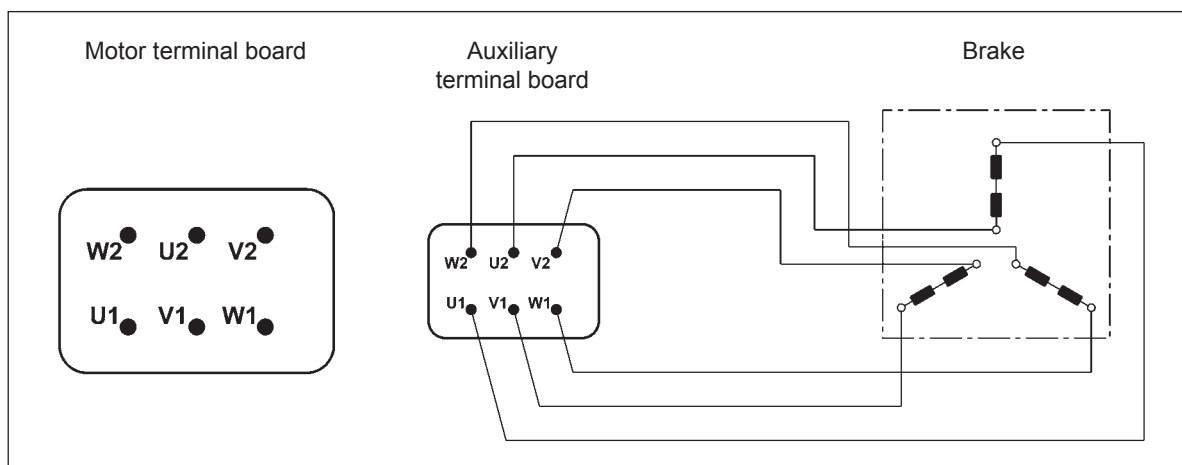 Motor terminal board
Auxiliary
terminal board
Brake
W2 U2 V2
U1 V1 W1
W2 U2 V2
U1 V1 W1